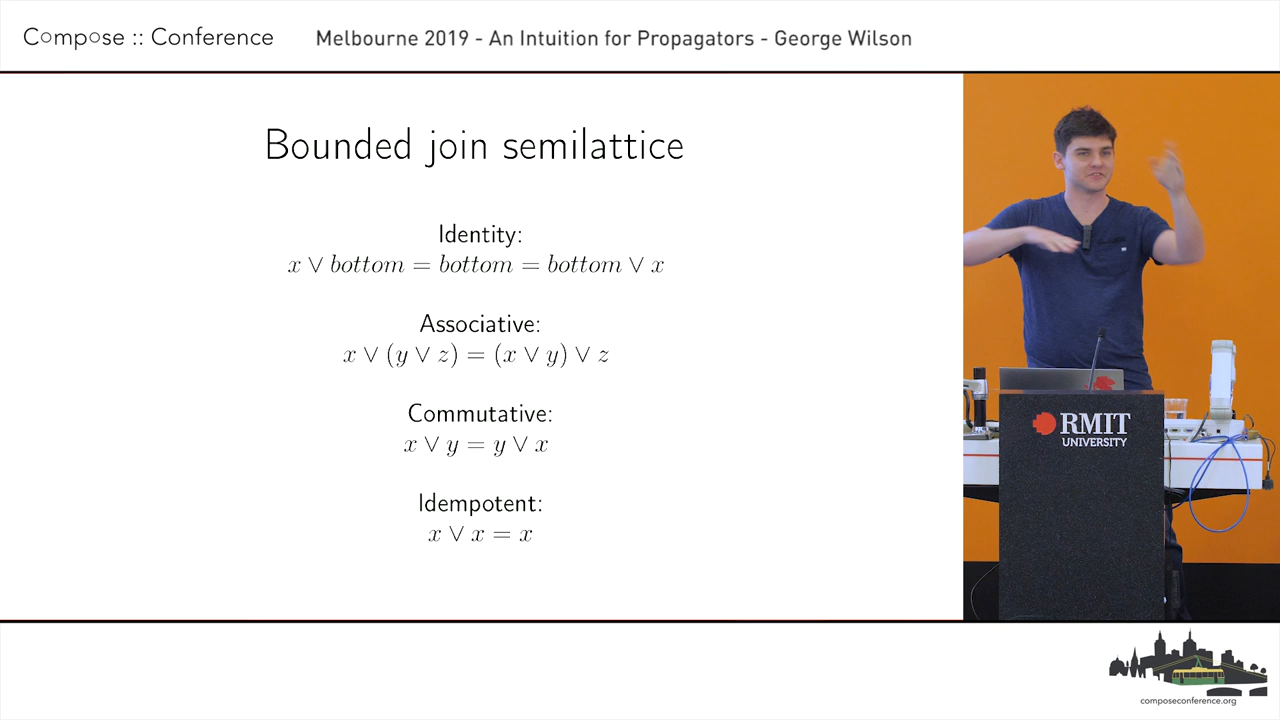 Compose :: Conference
Melbourne 2019 - An Intuition for Propagators - George Wilson
Bounded join semilattice
Identity:
x ∨ bottom = bottom = bottom ∨ x
Associative:
x ∨ (y ∨ z) = (x ∨ y) ∨ z
Commutative:
x ∨ y = y ∨ x
Idempotent:
x ∨ x = x
RMIT
UNIVERSITY
composeconference.org